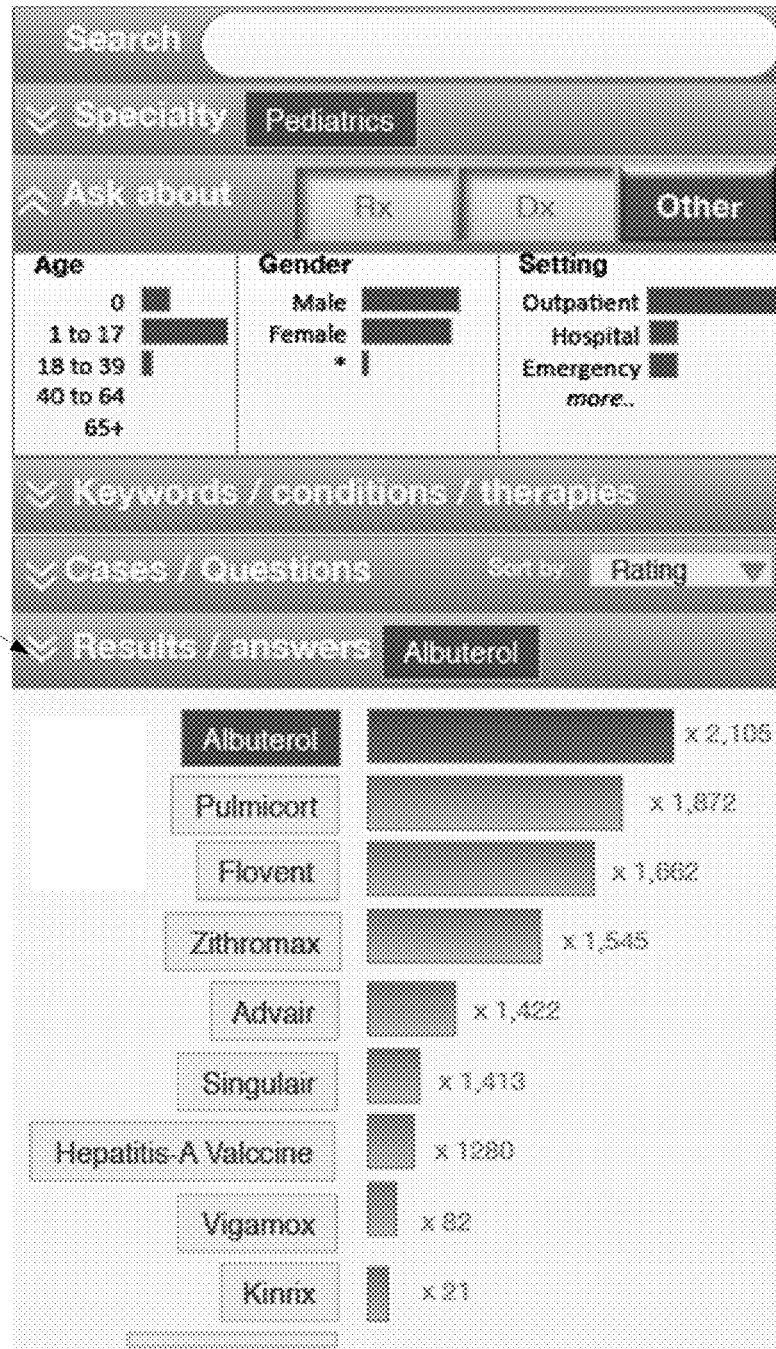 Search
Specialty Pediatrics
Ask about Rx Dx Other
Age Gender Setting
0 Male Outpatient
1 to 17 Female Hospital
18 to 39 * Emergency
40 to 64 more..
65+
Keywords / conditions / therapies
Cases / Questions Sort by Rating
Results / answers Albuterol
Albuterol x 2,105
Pulmicort x 1,872
Flovent x 1,662
Zithromax x 1,545
Advair x 1,422
Singulair x 1,413
Hepatitis-A Valccine x 1280
Vigamox x 82
Kinrix x 21